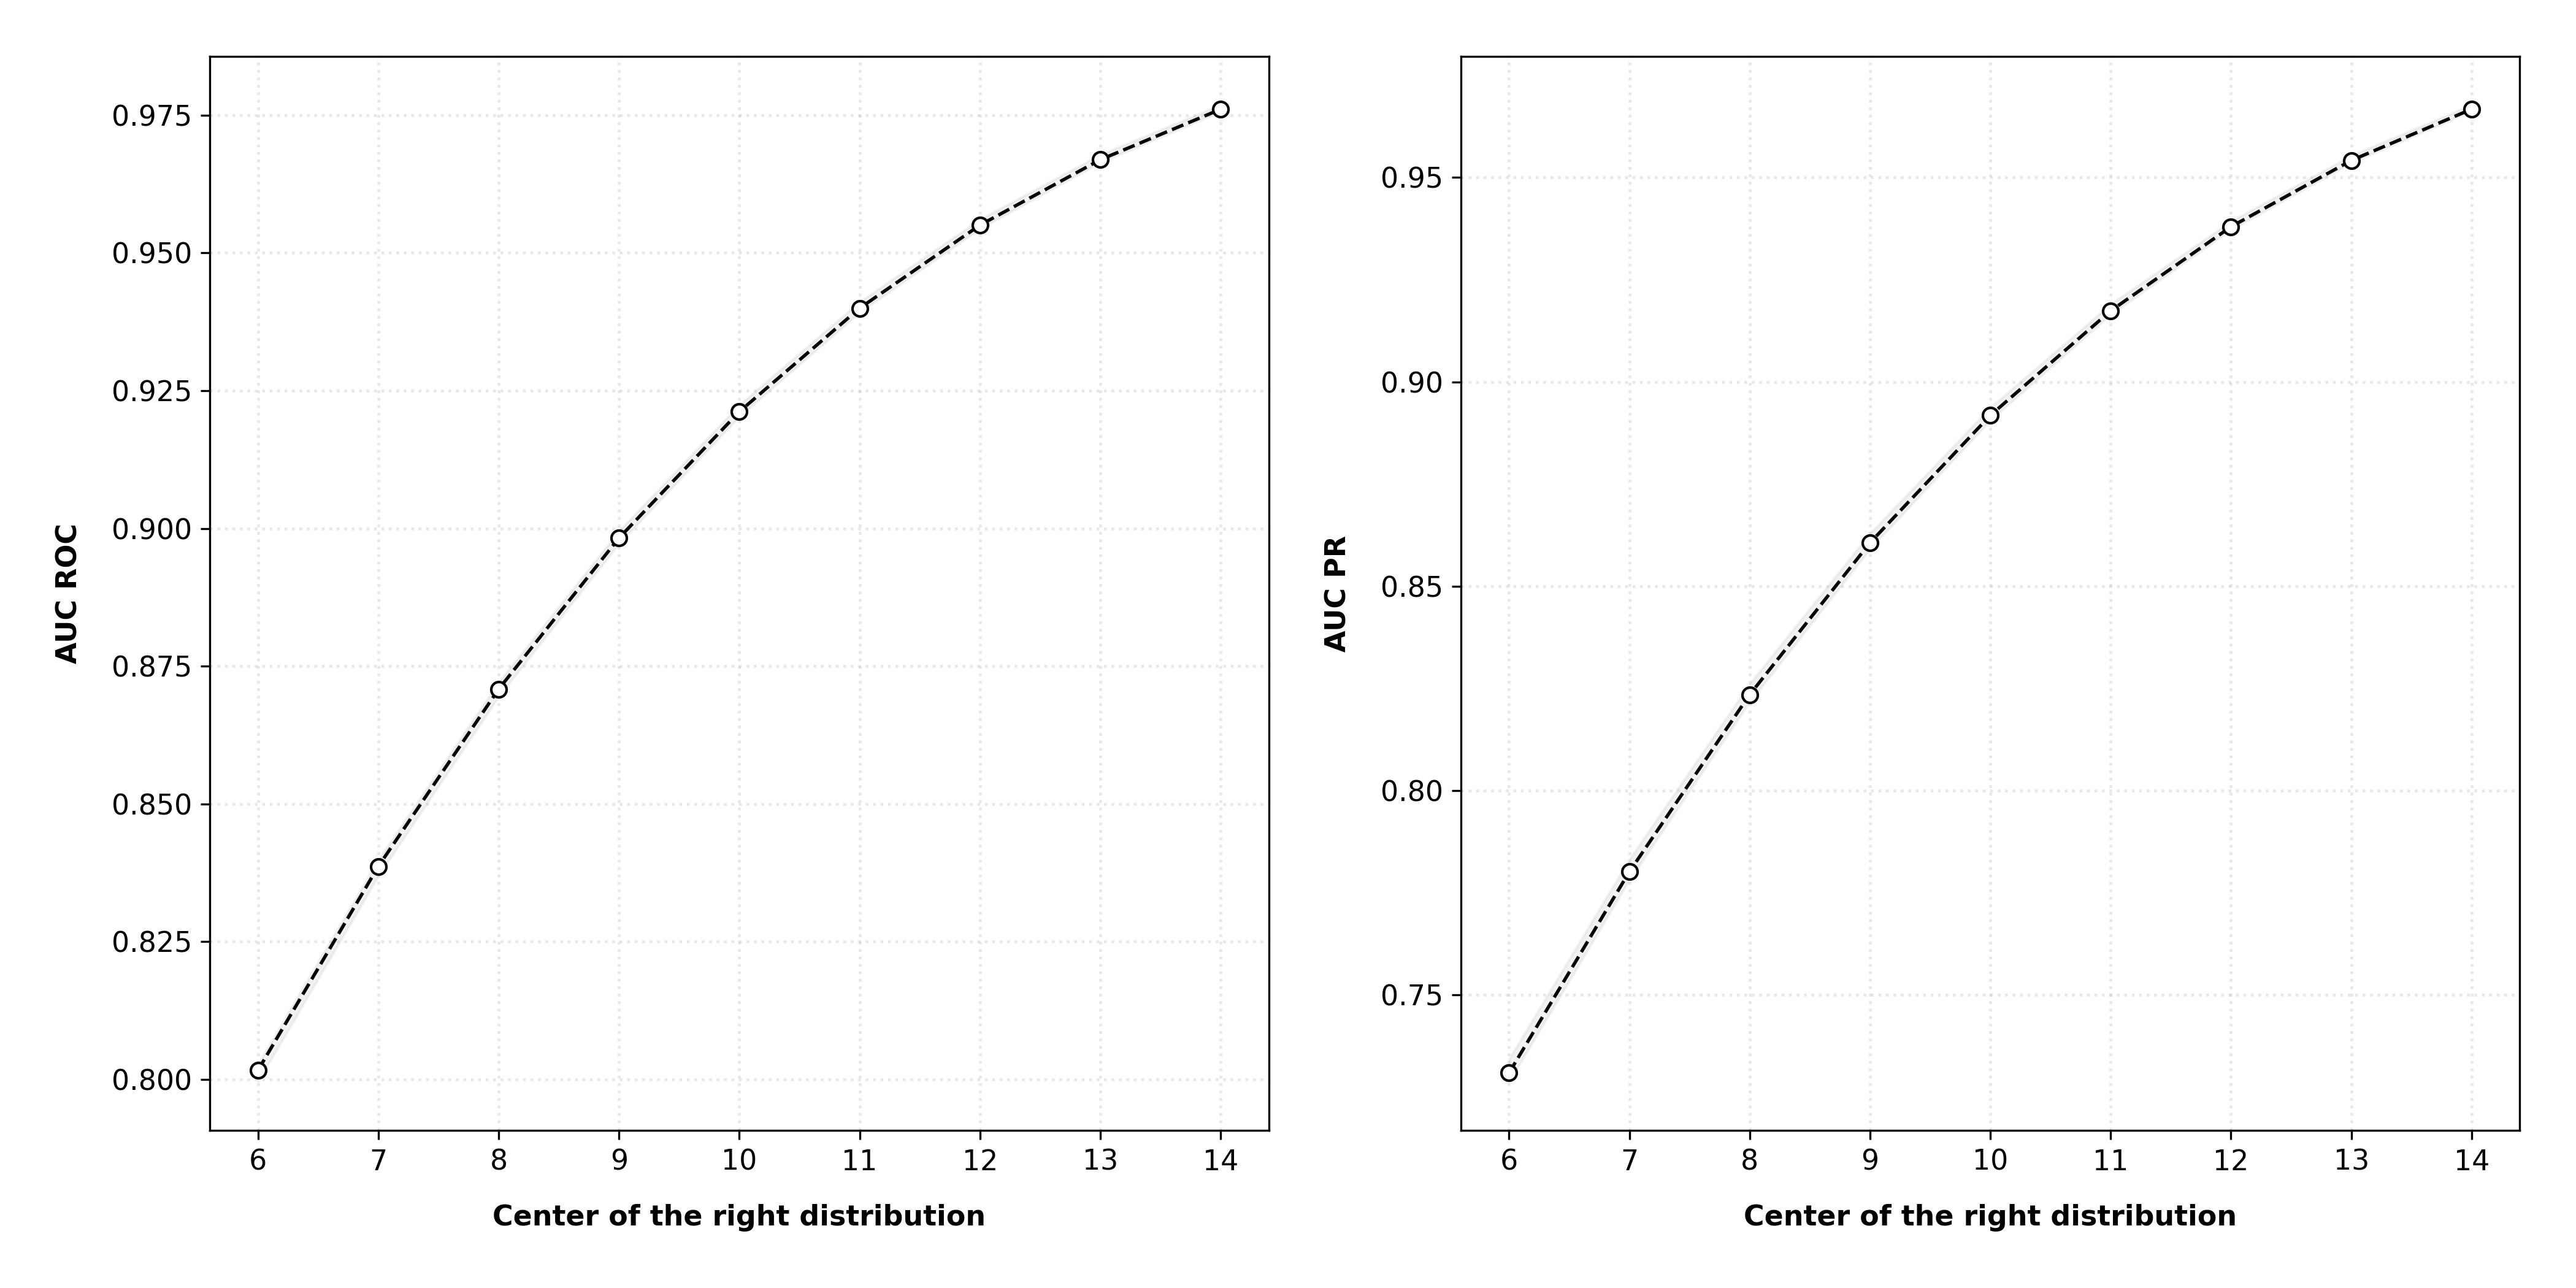 AUC ROC
0.975
0.950
0.925
0.900
0.875
0.850
0.825
0.800
6 7 8 9 10 11 12 13 14
Center of the right distribution
AUC PR
0.95
0.90
0.85
0.80
0.75
6 7 8 9 10 11 12 13 14
Center of the right distribution